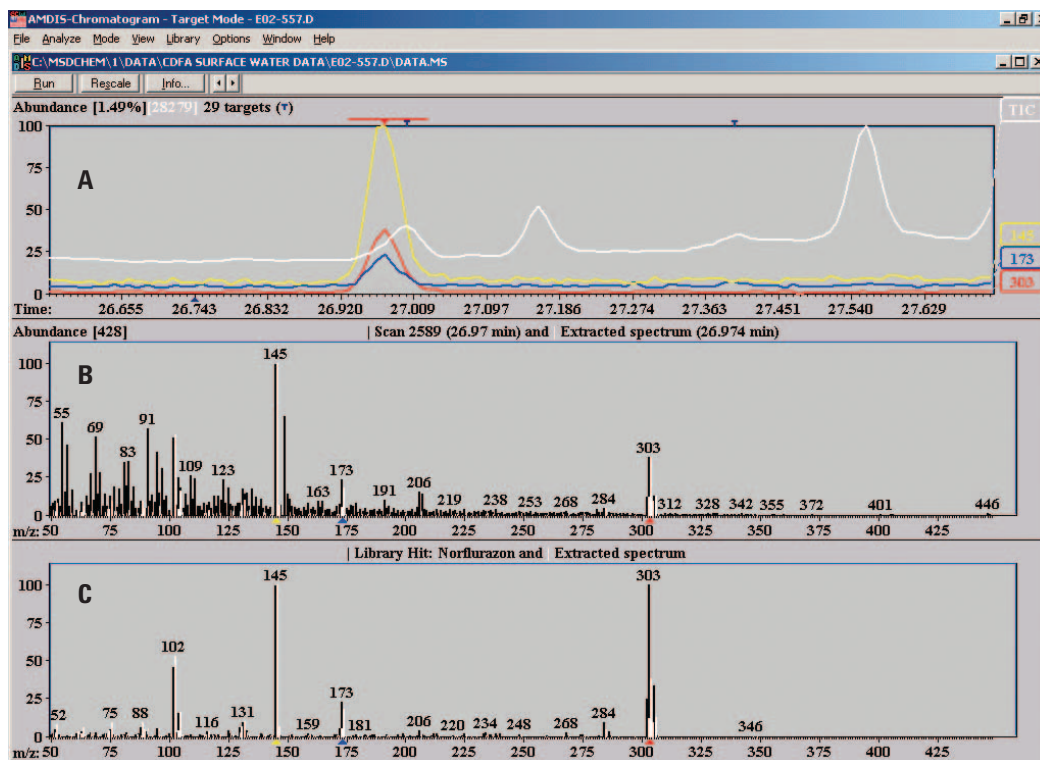 AMDIS-Chromatogram - Target Mode - E02-557.D
File Analyze Mode View Library Options Window Help
C:\MSDCHEM\1\DATA\CDFA SURFACE WATER DATA\E02-557.D\DATA.MS
Run Rescale Info...
Abundance [1.49%] [28279] 29 targets (T)
TIC
100
75
A
50
25
0
145
173
303
Time: 26.655 26.743 26.832 26.920 27.009 27.097 27.186 27.274 27.363 27.451 27.540 27.629
Abundance [428] | Scan 2589 (26.97 min) and | Extracted spectrum (26.974 min)
100
75
B
50
25
0
145
55 69 83 91 109 123 163 173 191 206 219 238 253 268 284 303 312 328 342 355 372 401 446
m/z: 50 75 100 125 150 175 200 225 250 275 300 325 350 375 400 425
| Library Hit: Norflurazon and | Extracted spectrum
100
75
C
50
25
0
145 303
52 75 88 102 116 131 159 173 181 206 220 234 248 268 284 346
m/z: 50 75 100 125 150 175 200 225 250 275 300 325 350 375 400 425